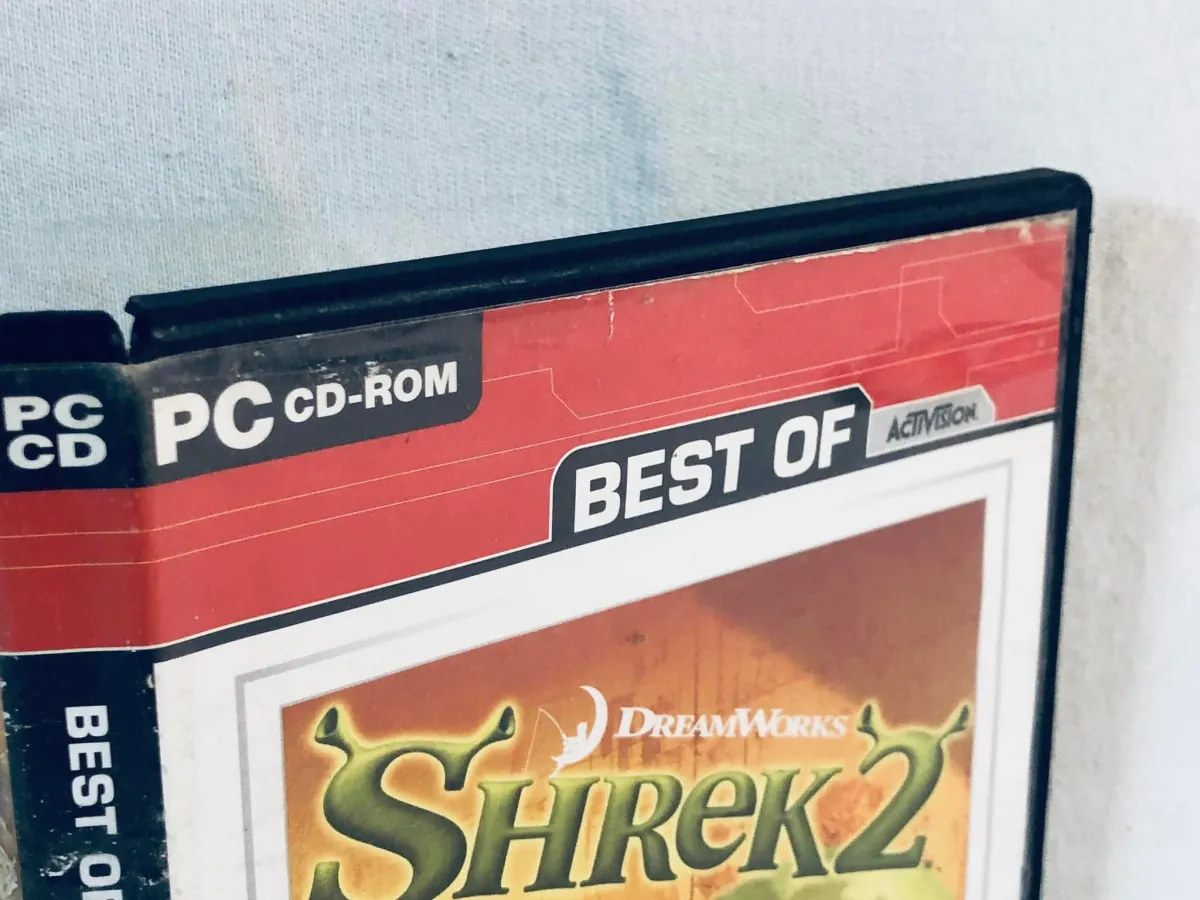 PC
CD
BEST OF
PC CD-ROM
BEST OF ACTIVISION
DREAMWORKS
SHREK 2